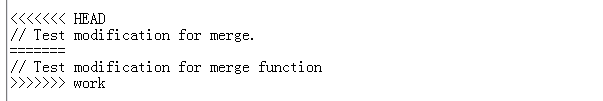 <<<<<<< HEAD
// Test modification for merge.
=======
// Test modification for merge function
>>>>>>> work